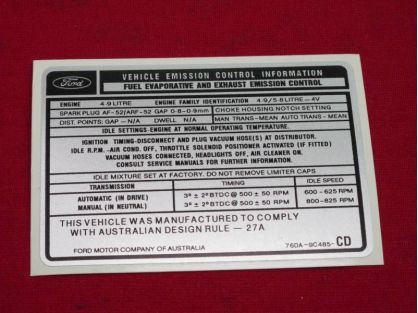 Ford
VEHICLE EMISSION CONTROL INFORMATION
FUEL EVAPORATIVE AND EXHAUST EMISSION CONTROL
ENGINE 4·9 LITRE ENGINE FAMILY IDENTIFICATION 4·9/5·8 LITRE – 4V
SPARK PLUG AF-52/ARF-52 GAP 0·8-0·9mm CHOKE HOUSING NOTCH SETTING
DIST. POINTS: GAP – N/A DWELL N/A MAN TRANS-MEAN AUTO TRANS-MEAN
IDLE SETTINGS-ENGINE AT NORMAL OPERATING TEMPERATURE.
IGNITION TIMING-DISCONNECT AND PLUG VACUUM HOSE(S) AT DISTRIBUTOR.
IDLE R.P.M. -AIR COND. OFF, THROTTLE SOLENOID POSITIONER ACTIVATED (IF FITTED)
VACUUM HOSES CONNECTED, HEADLIGHTS OFF, AIR CLEANER ON.
CONSULT SERVICE MANUALS FOR FURTHER INFORMATION.
IDLE MIXTURE SET AT FACTORY. DO NOT REMOVE LIMITER CAPS
TRANSMISSION TIMING IDLE SPEED
AUTOMATIC (IN DRIVE) 3º ± 2º BTDC @ 500 ± 50 RPM 600 - 625 RPM
MANUAL (IN NEUTRAL) 3º ± 2º BTDC @ 500 ± 50 RPM 800 - 825 RPM
THIS VEHICLE WAS MANUFACTURED TO COMPLY
WITH AUSTRALIAN DESIGN RULE — 27A
FORD MOTOR COMPANY OF AUSTRALIA 76DA-9C485- CD